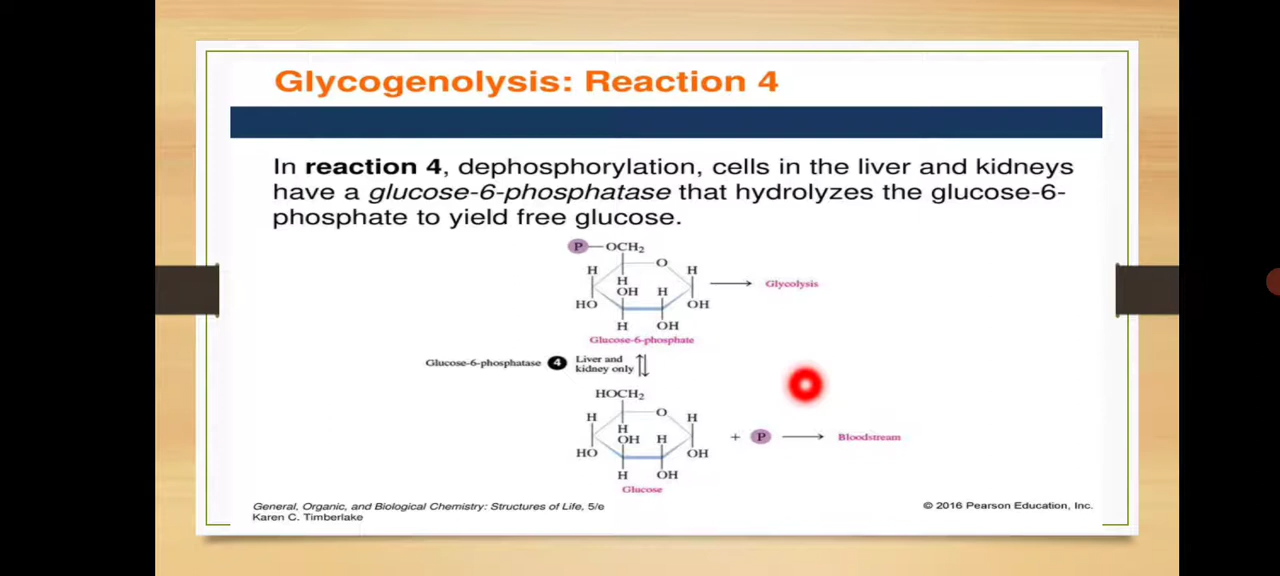 Glycogenolysis: Reaction 4
In reaction 4, dephosphorylation, cells in the liver and kidneys
have a glucose-6-phosphatase that hydrolyzes the glucose-6-
phosphate to yield free glucose.
P—OCH₂
O
H H
H
OH H
HO OH
H OH
Glycolysis
Glucose-6-phosphate
Glucose-6-phosphatase 4 Liver and
kidney only
HOCH₂
O
H H
H
OH H
HO OH
H OH
+ P Bloodstream
Glucose
General, Organic, and Biological Chemistry: Structures of Life, 5/e
Karen C. Timberlake
© 2016 Pearson Education, Inc.